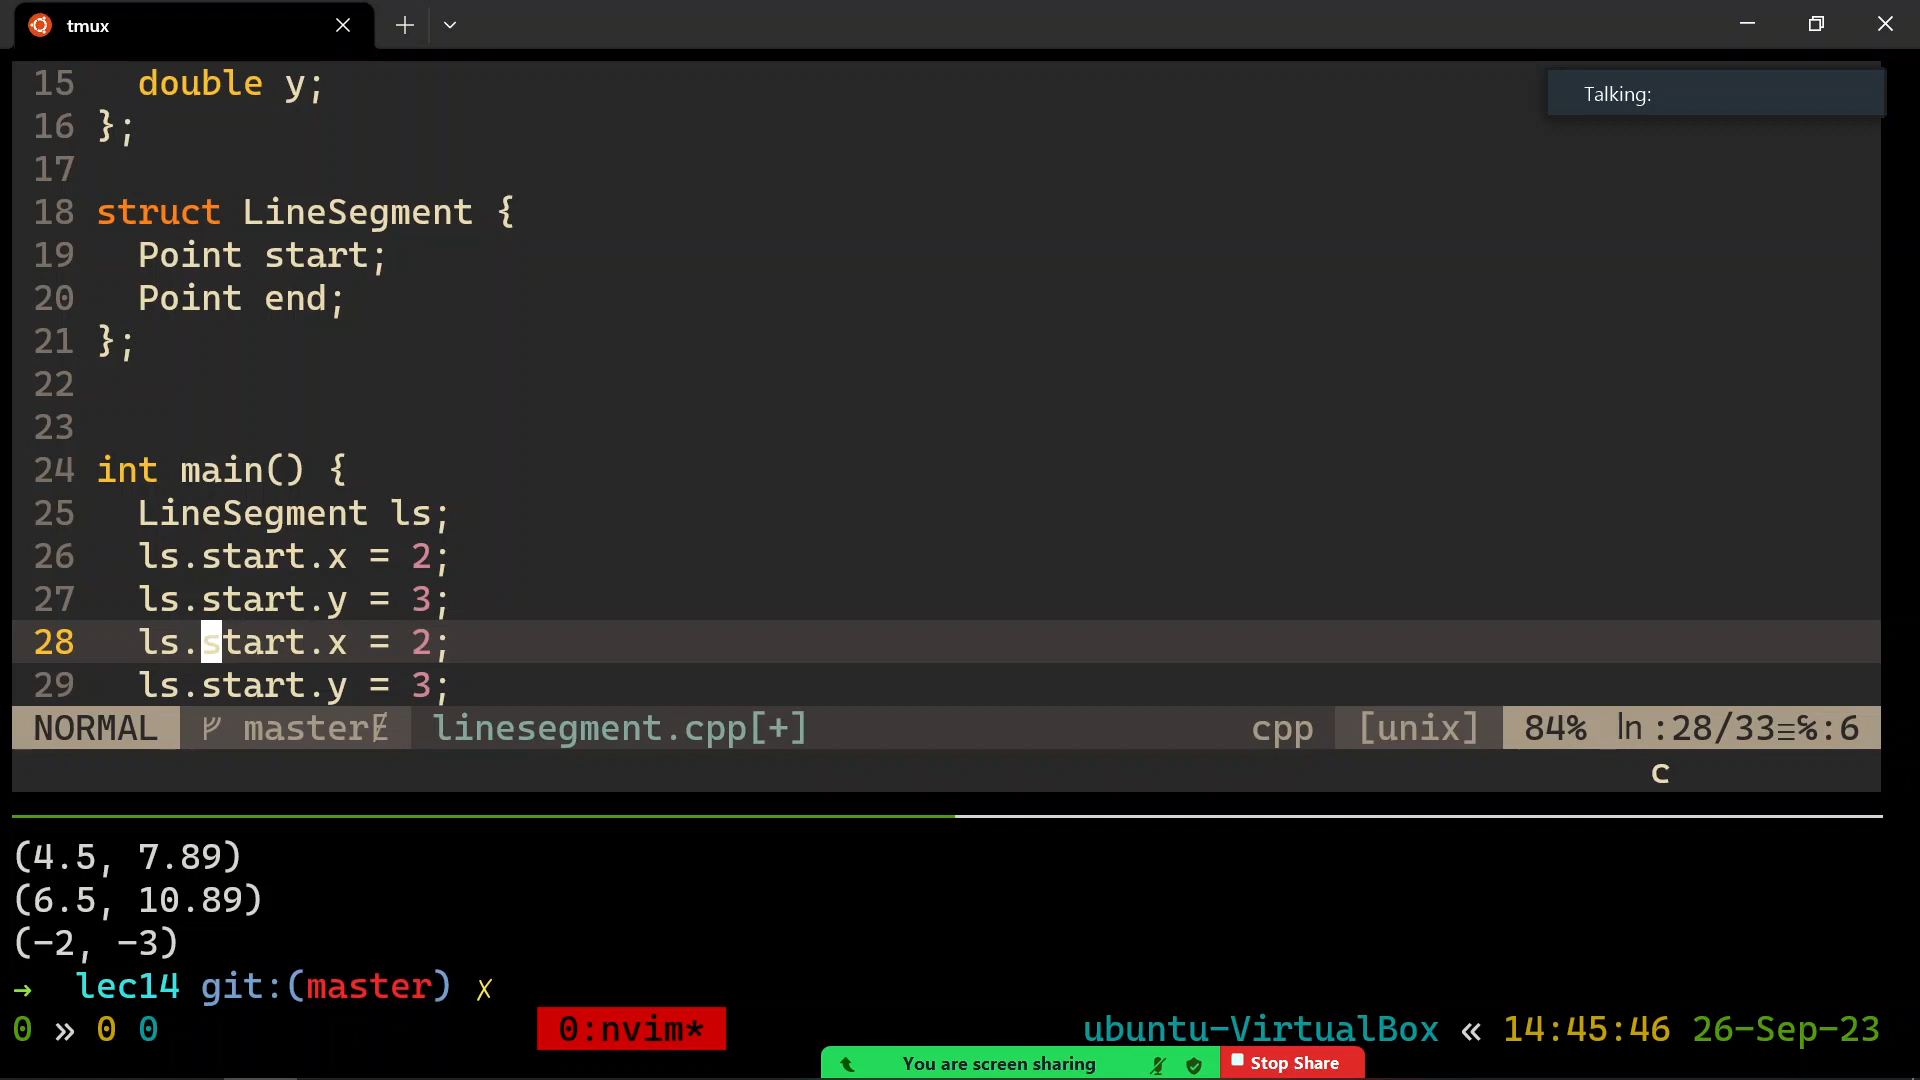 tmux
15 double y;
Talking:
16 };
17
18 struct LineSegment {
19 Point start;
20 Point end;
21 };
22
23
24 int main() {
25 LineSegment ls;
26 ls.start.x = 2;
27 ls.start.y = 3;
28 ls.start.x = 2;
29 ls.start.y = 3;
NORMAL master linesegment.cpp[+] cpp [unix] 84% ln :28/33≡℅:6
c
(4.5, 7.89)
(6.5, 10.89)
(-2, -3)
→ lec14 git:(master) ✗
0 » 0 0 0:nvim* ubuntu-VirtualBox « 14:45:46 26-Sep-23
You are screen sharing Stop Share